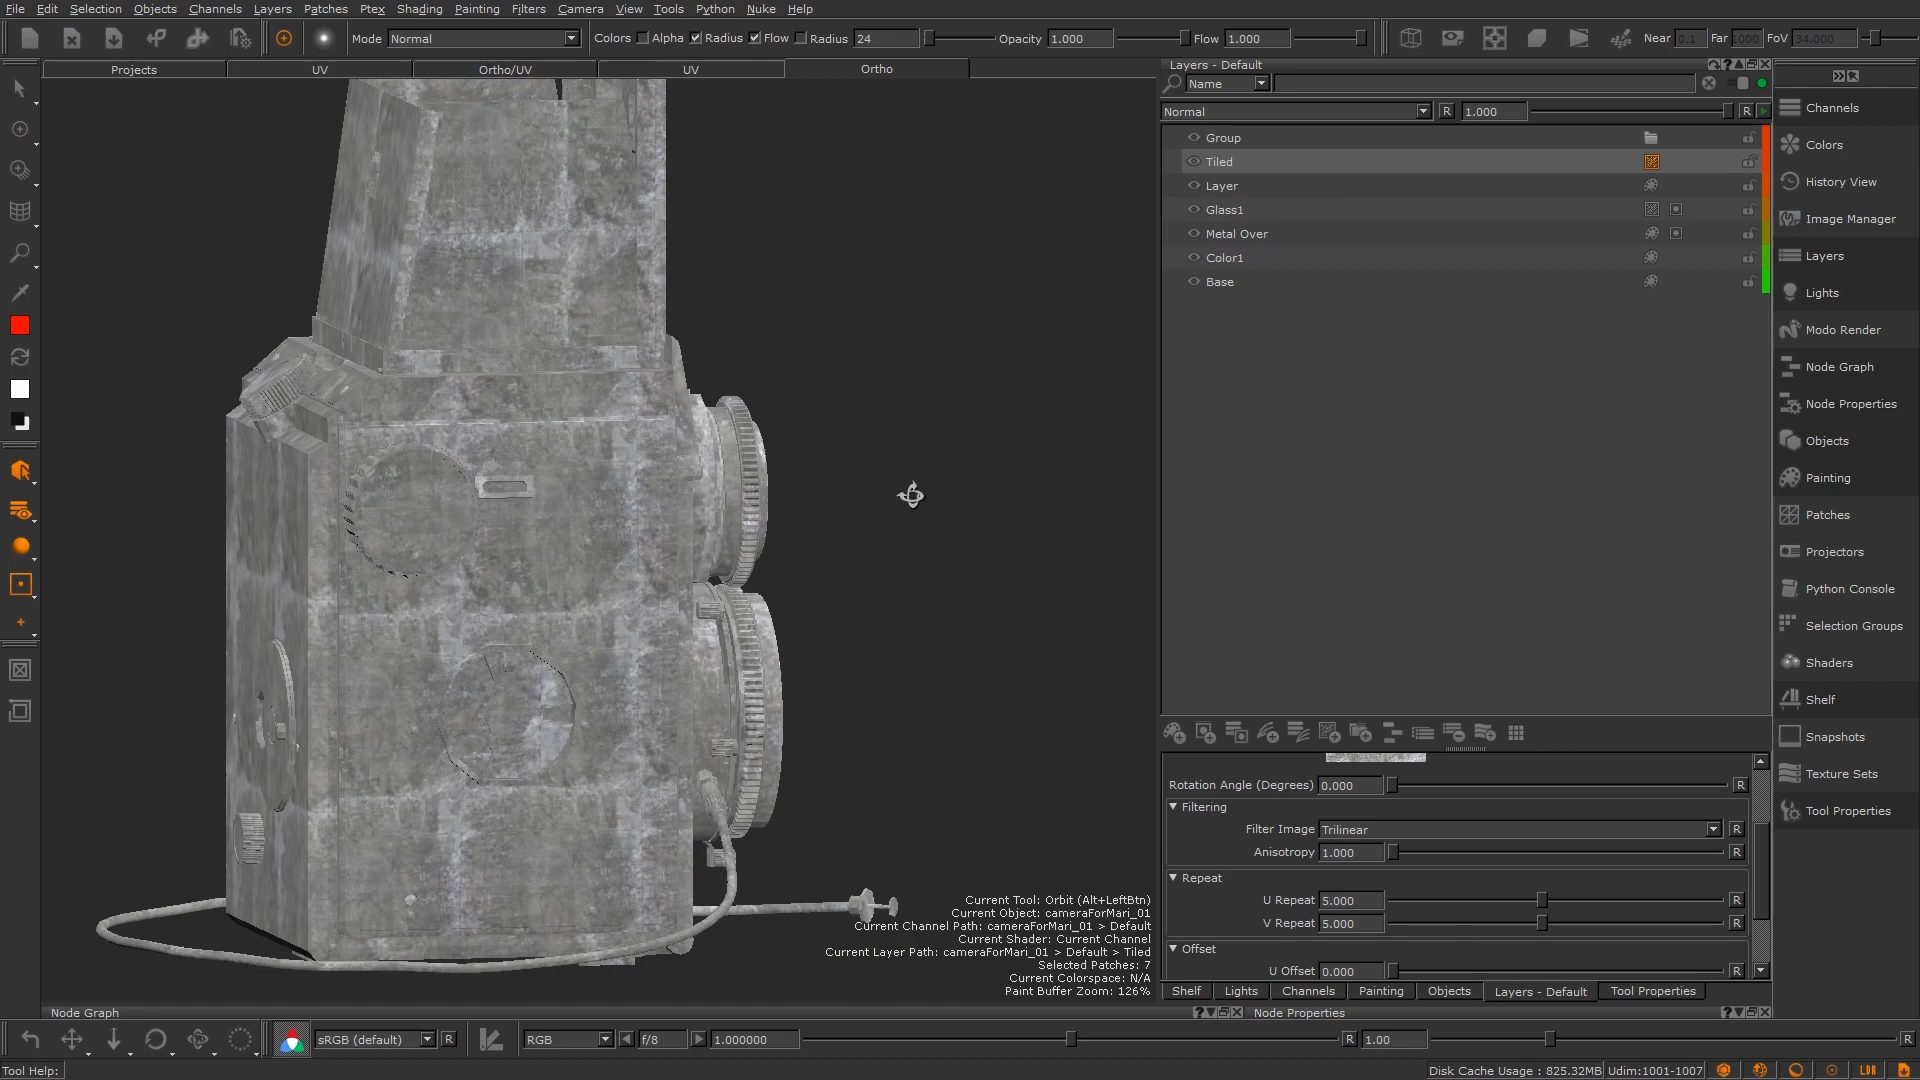 File Edit Selection Objects Channels Layers Patches Ptex Shading Painting Filters Camera View Tools Python Nuke Help
Mode Normal Colors Alpha Radius Flow Radius 24 Opacity 1.000 Flow 1.000 Near 0.1 Far 1000 FoV 34.000
Projects UV Ortho/UV UV Ortho
Layers - Default
Name
Normal R 1.000 R
Group
Tiled
Layer
Glass1
Metal Over
Color1
Base
Channels
Colors
History View
Image Manager
Layers
Lights
Modo Render
Node Graph
Node Properties
Objects
Painting
Patches
Projectors
Python Console
Selection Groups
Shaders
Shelf
Snapshots
Texture Sets
Tool Properties
Rotation Angle (Degrees) 0.000 R
Filtering
Filter Image Trilinear R
Anisotropy 1.000 R
Repeat
U Repeat 5.000 R
V Repeat 5.000 R
Offset
U Offset 0.000 R
Current Tool: Orbit (Alt+LeftBtn)
Current Object: cameraForMari_01
Current Channel Path: cameraForMari_01 > Default
Current Shader: Current Channel
Current Layer Path: cameraForMari_01 > Default > Tiled
Selected Patches: 7
Current Colorspace: N/A
Paint Buffer Zoom: 126%
Shelf Lights Channels Painting Objects Layers - Default Tool Properties
Node Graph Node Properties
sRGB (default) R RGB f/8 1.000000 R 1.00 R
Tool Help: Disk Cache Usage : 825.32MB Udim:1001-1007 LDR